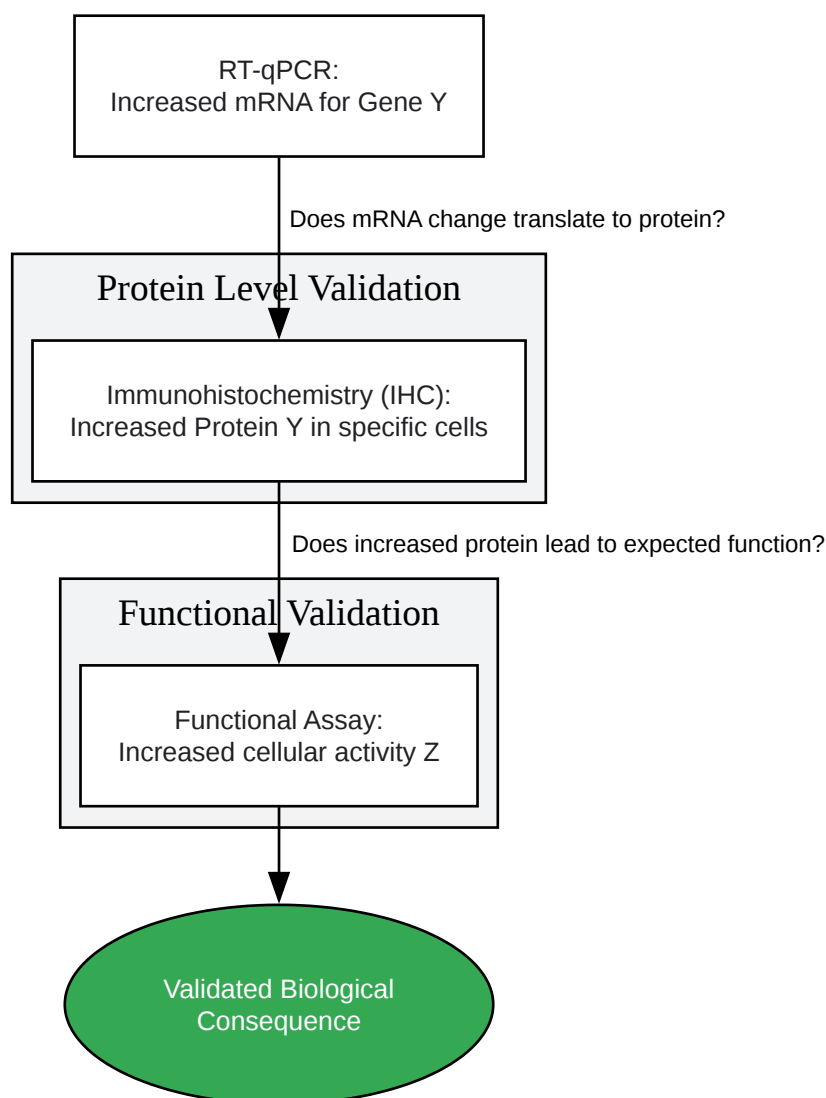 RT-qPCR:
Increased mRNA for Gene Y
Does mRNA change translate to protein?
Protein Level Validation
Immunohistochemistry (IHC):
Increased Protein Y in specific cells
Does increased protein lead to expected function?
Functional Validation
Functional Assay:
Increased cellular activity Z
Validated Biological
Consequence